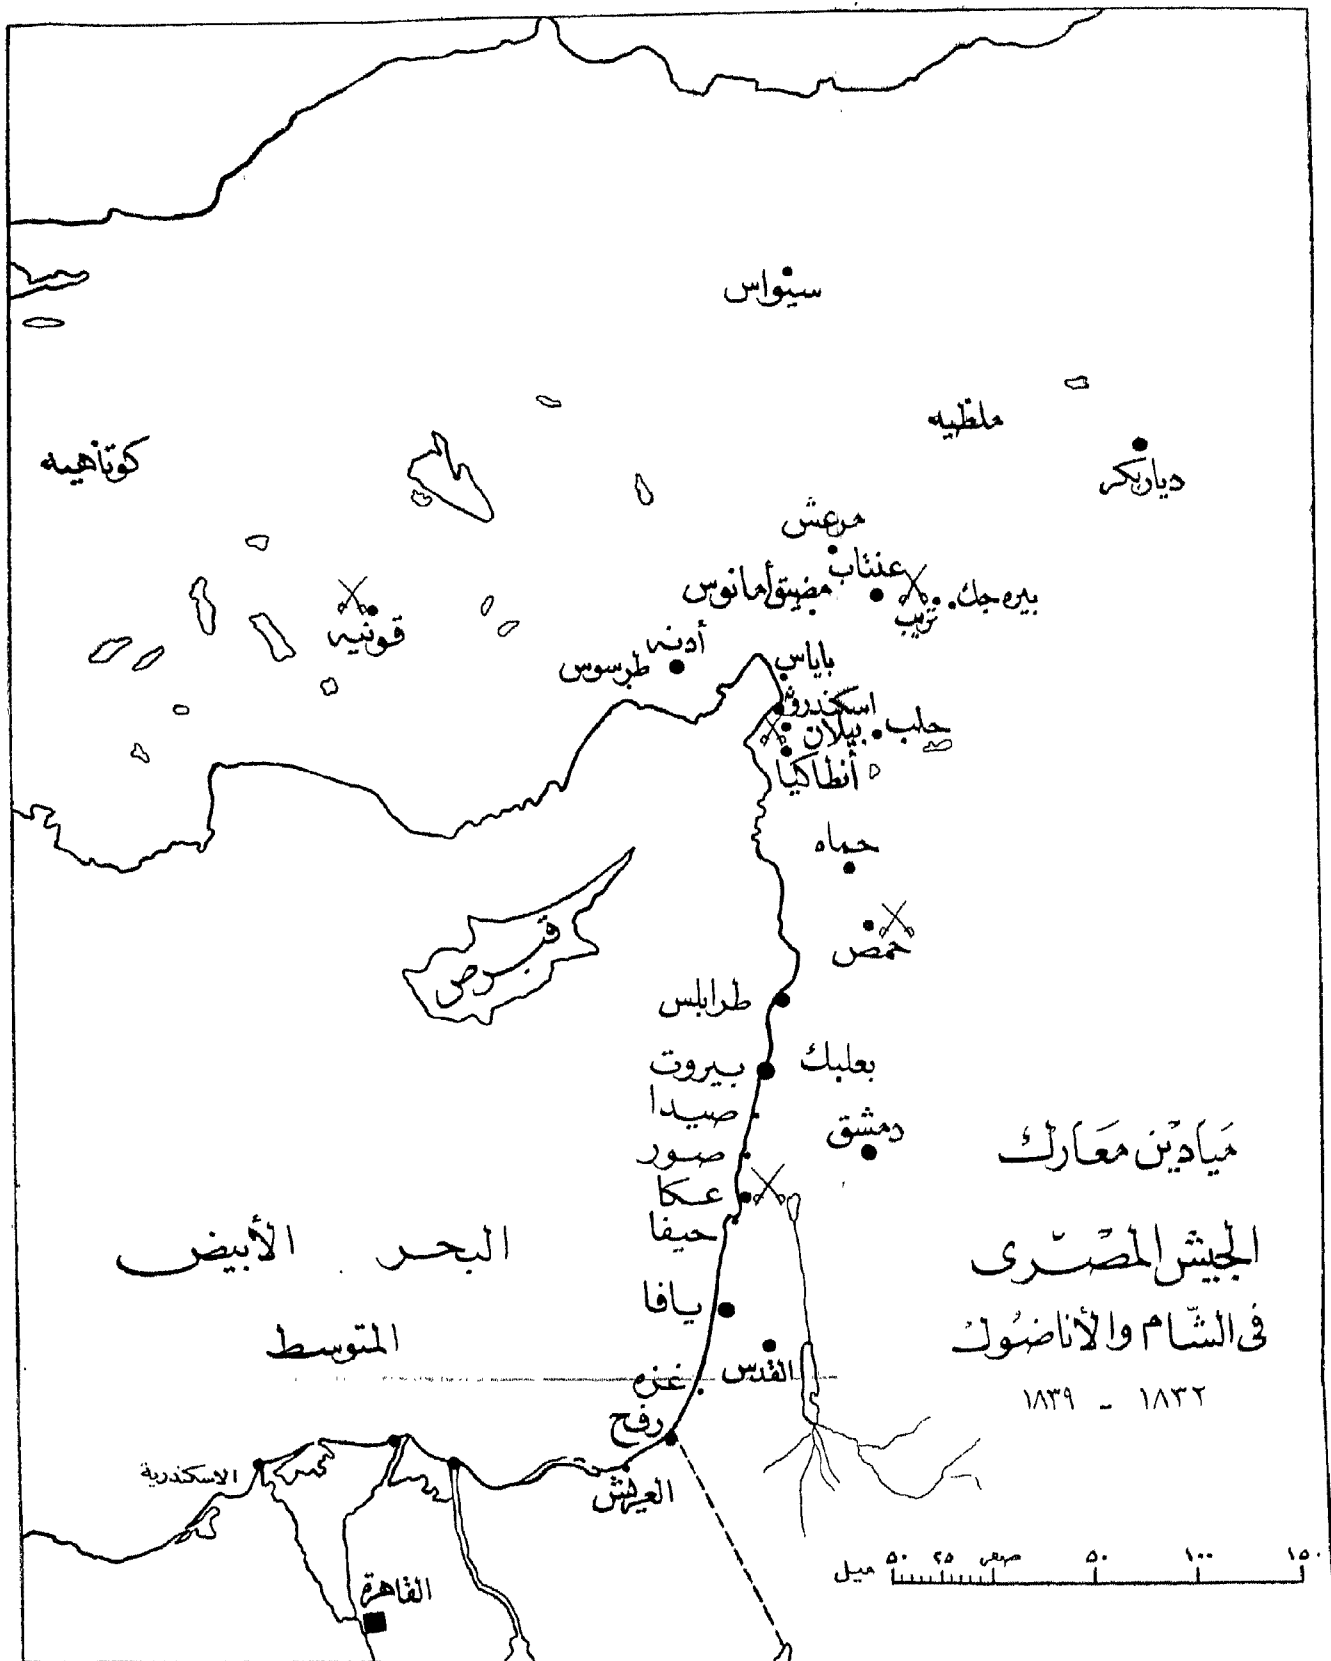 سيواس
ملطيه
كوتاهيه
دياربكر
مرعش
عنتاب
مضيق أمانوس
بيره جك
نزيب
قونيه
أدنه
طرسوس
باياس
اسكندرونه
بيلان
حلب
أنطاكيا
حماه
حمص
قبرص
طرابلس
بيروت
بعلبك
صيدا
دمشق
صور
عكا
حيفا
يافا
القدس
غزه
رفح
العريش
الاسكندرية
القاهرة
البحر الأبيض
المتوسط
ميادين معارك
الجيش المصرى
فى الشام والأناضول
١٨٣٢ - ١٨٣٩
ميل ٥٠ ٢٥ صفر ٥٠ ١٠٠ ١٥٠